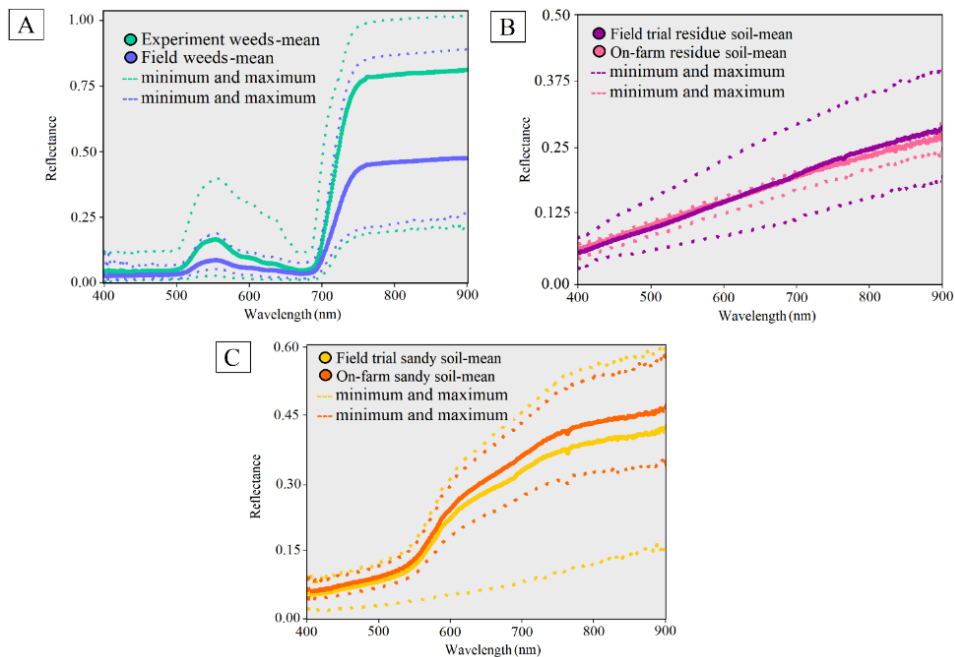 A
1.00
0.75
0.50
0.25
0.00
Reflectance
Experiment weeds-mean
Field weeds-mean
minimum and maximum
minimum and maximum
400 500 600 700 800 900
Wavelength (nm)
B
0.50
0.375
0.25
0.125
0.00
Reflectance
Field trial residue soil-mean
On-farm residue soil-mean
minimum and maximum
minimum and maximum
400 500 600 700 800 900
Wavelength (nm)
C
0.60
0.45
0.30
0.15
0.00
Reflectance
Field trial sandy soil-mean
On-farm sandy soil-mean
minimum and maximum
minimum and maximum
400 500 600 700 800 900
Wavelength (nm)